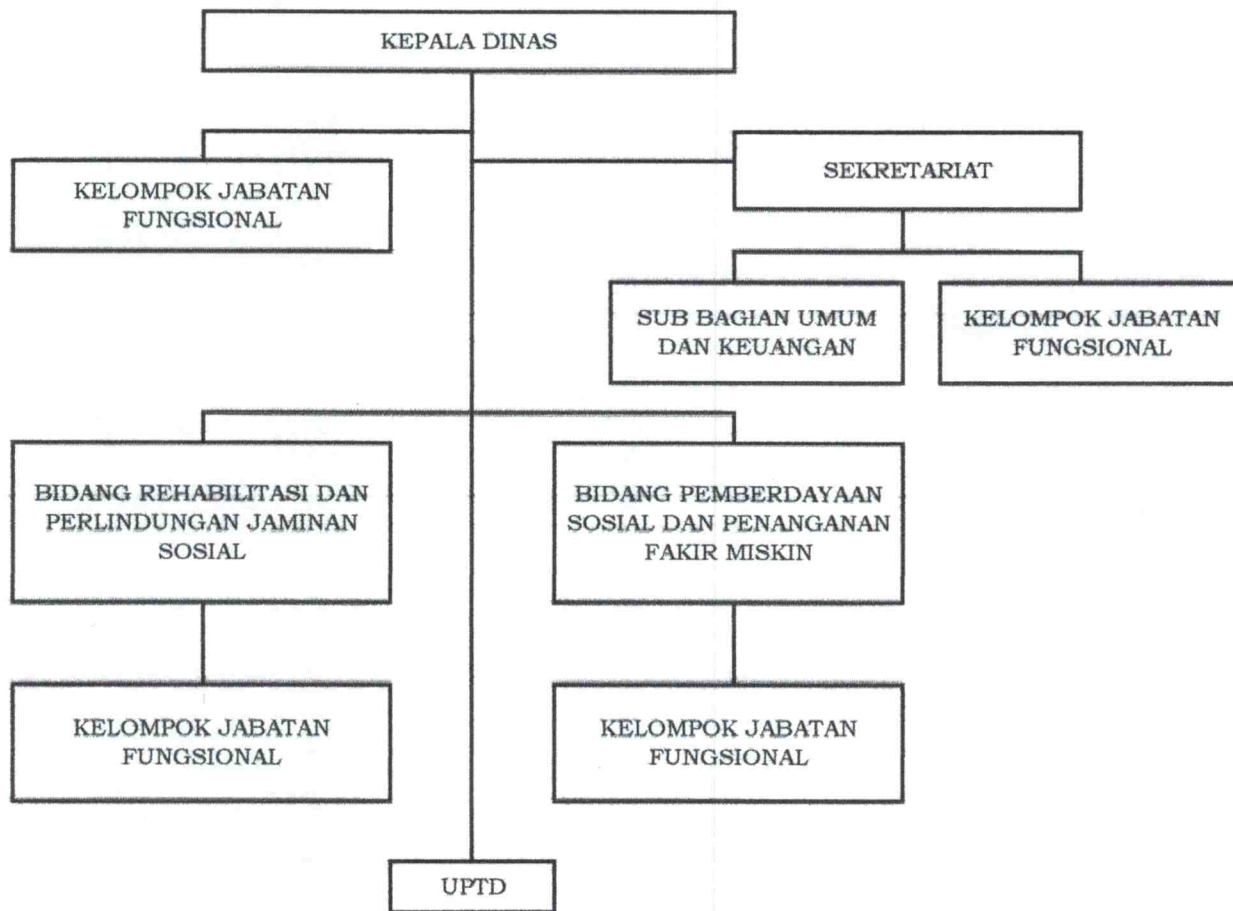 KEPALA DINAS
KELOMPOK JABATAN
FUNGSIONAL
SEKRETARIAT
SUB BAGIAN UMUM
DAN KEUANGAN
KELOMPOK JABATAN
FUNGSIONAL
BIDANG REHABILITASI DAN
PERLINDUNGAN JAMINAN
SOSIAL
BIDANG PEMBERDAYAAN
SOSIAL DAN PENANGANAN
FAKIR MISKIN
KELOMPOK JABATAN
FUNGSIONAL
KELOMPOK JABATAN
FUNGSIONAL
UPTD